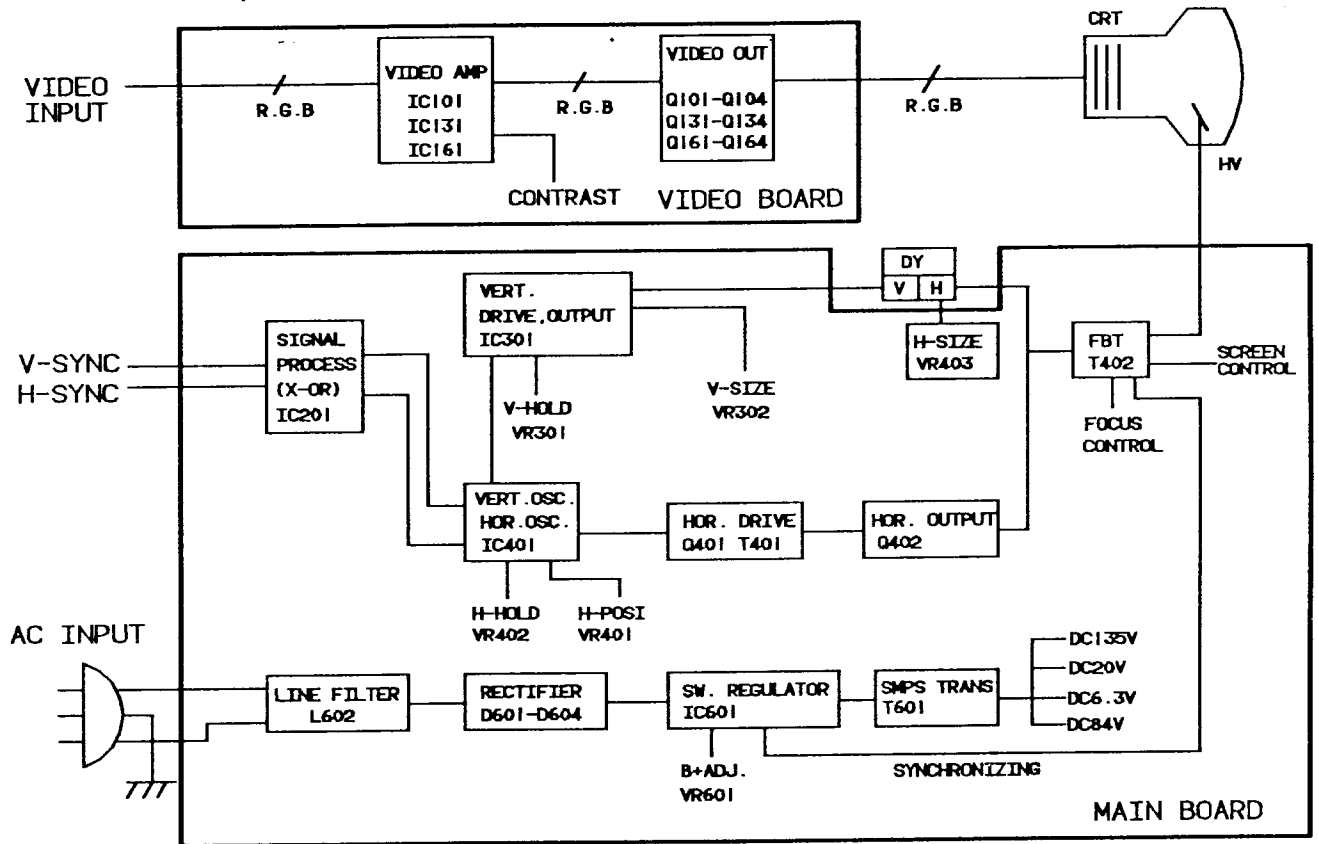 CRT
VIDEO
INPUT
R.G.B
VIDEO AMP
IC101
IC131
IC161
R.G.B
VIDEO OUT
Q101-Q104
Q131-Q134
Q161-Q164
R.G.B
HV
CONTRAST
VIDEO BOARD
DY
V H
VERT.
DRIVE,OUTPUT
IC301
SIGNAL
PROCESS
(X-OR)
IC201
V-SYNC
H-SYNC
H-SIZE
VR403
FBT
T402
SCREEN
CONTROL
V-HOLD
VR301
V-SIZE
VR302
FOCUS
CONTROL
VERT.OSC.
HOR.OSC.
IC401
HOR. DRIVE
Q401 T401
HOR. OUTPUT
Q402
H-HOLD
VR402
H-POSI
VR401
AC INPUT
LINE FILTER
L602
RECTIFIER
D601-D604
SW. REGULATOR
IC601
SMPS TRANS
T601
DC135V
DC20V
DC6.3V
DC84V
B+ADJ.
VR601
SYNCHRONIZING
MAIN BOARD